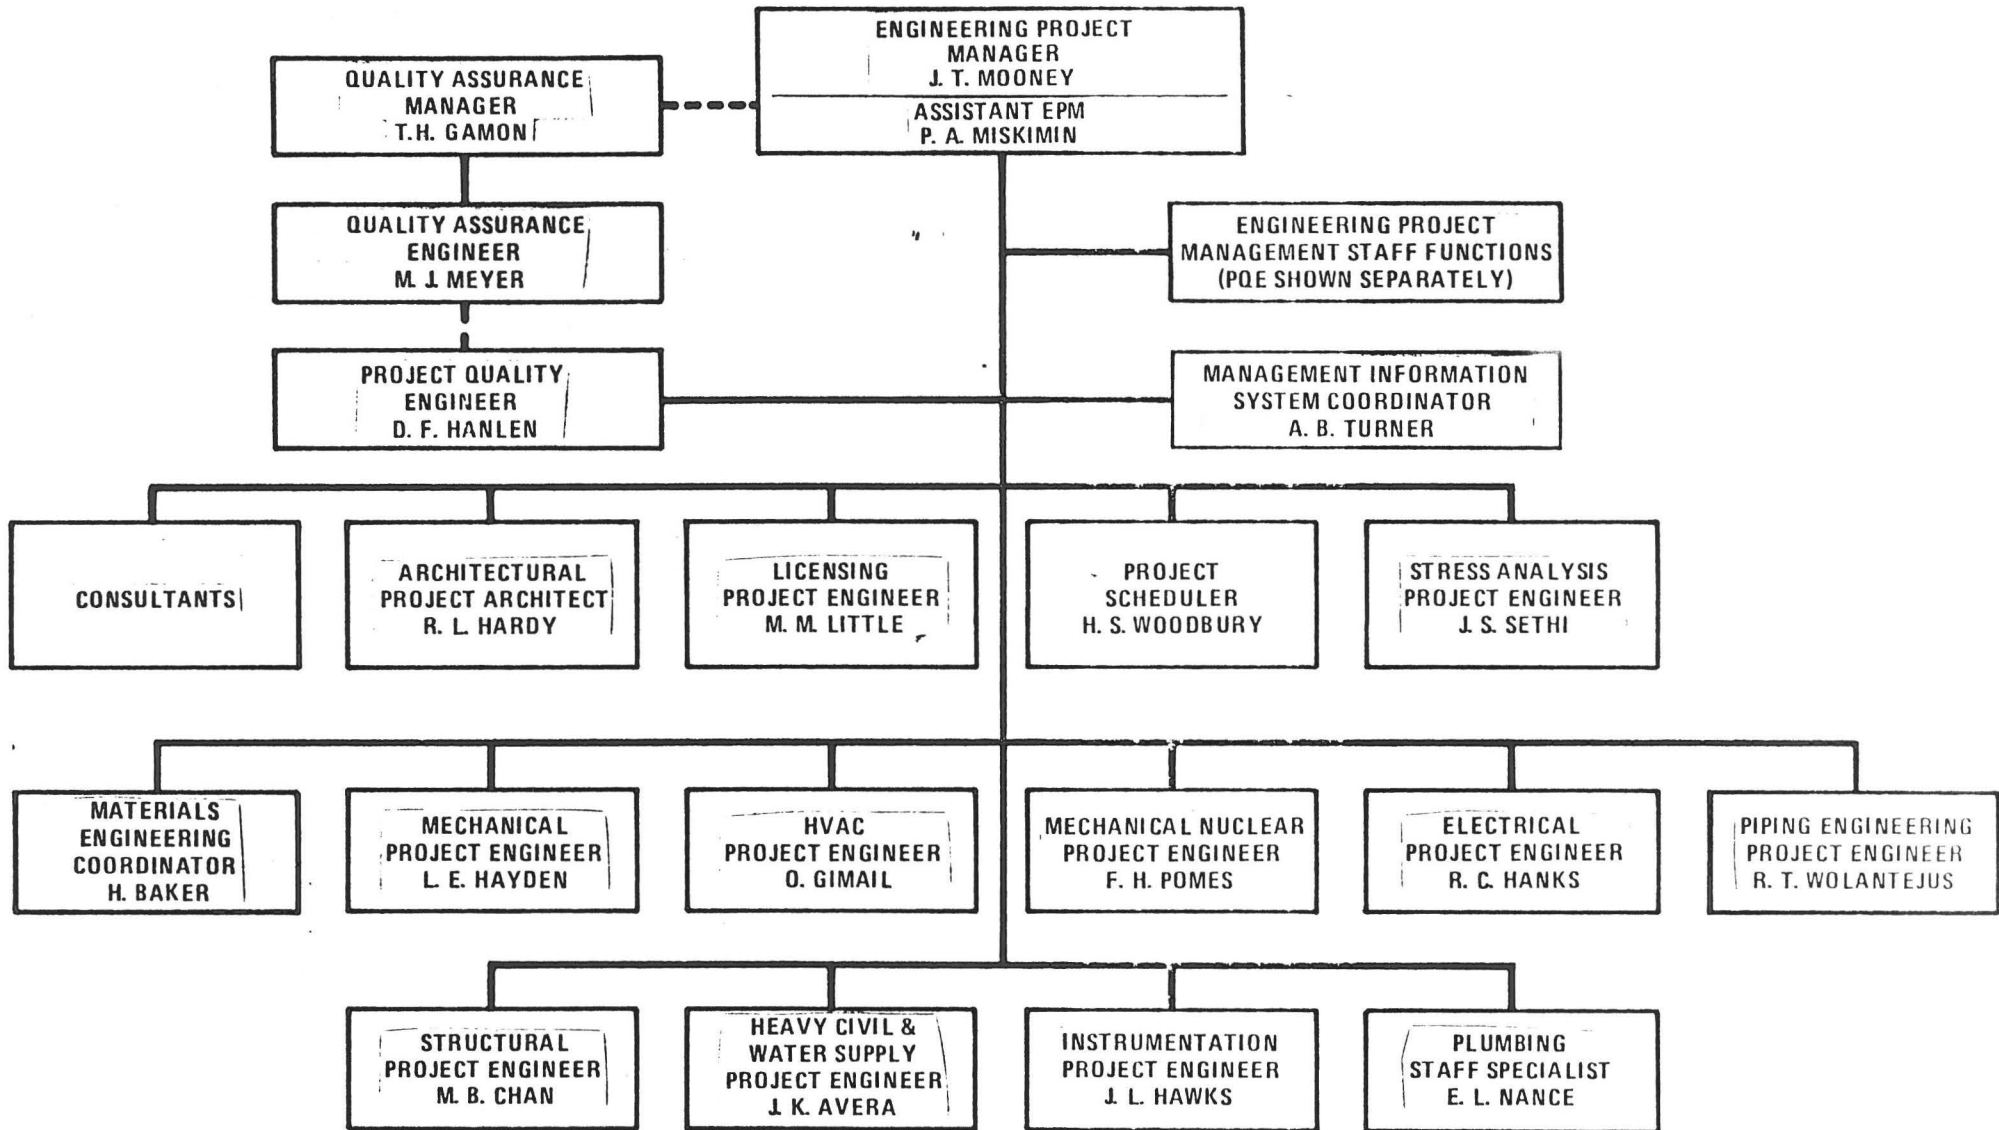 ENGINEERING PROJECT
MANAGER
J. T. MOONEY
ASSISTANT EPM
P. A. MISKIMIN
QUALITY ASSURANCE
MANAGER
T.H. GAMON
QUALITY ASSURANCE
ENGINEER
M. J. MEYER
ENGINEERING PROJECT
MANAGEMENT STAFF FUNCTIONS
(PQE SHOWN SEPARATELY)
PROJECT QUALITY
ENGINEER
D. F. HANLEN
MANAGEMENT INFORMATION
SYSTEM COORDINATOR
A. B. TURNER
CONSULTANTS
ARCHITECTURAL
PROJECT ARCHITECT
R. L. HARDY
LICENSING
PROJECT ENGINEER
M. M. LITTLE
PROJECT
SCHEDULER
H. S. WOODBURY
STRESS ANALYSIS
PROJECT ENGINEER
J. S. SETHI
MATERIALS
ENGINEERING
COORDINATOR
H. BAKER
MECHANICAL
PROJECT ENGINEER
L. E. HAYDEN
HVAC
PROJECT ENGINEER
O. GIMAIL
MECHANICAL NUCLEAR
PROJECT ENGINEER
F. H. POMES
ELECTRICAL
PROJECT ENGINEER
R. C. HANKS
PIPING ENGINEERING
PROJECT ENGINEER
R. T. WOLANTEJUS
STRUCTURAL
PROJECT ENGINEER
M. B. CHAN
HEAVY CIVIL &
WATER SUPPLY
PROJECT ENGINEER
J. K. AVERA
INSTRUMENTATION
PROJECT ENGINEER
J. L. HAWKS
PLUMBING
STAFF SPECIALIST
E. L. NANCE